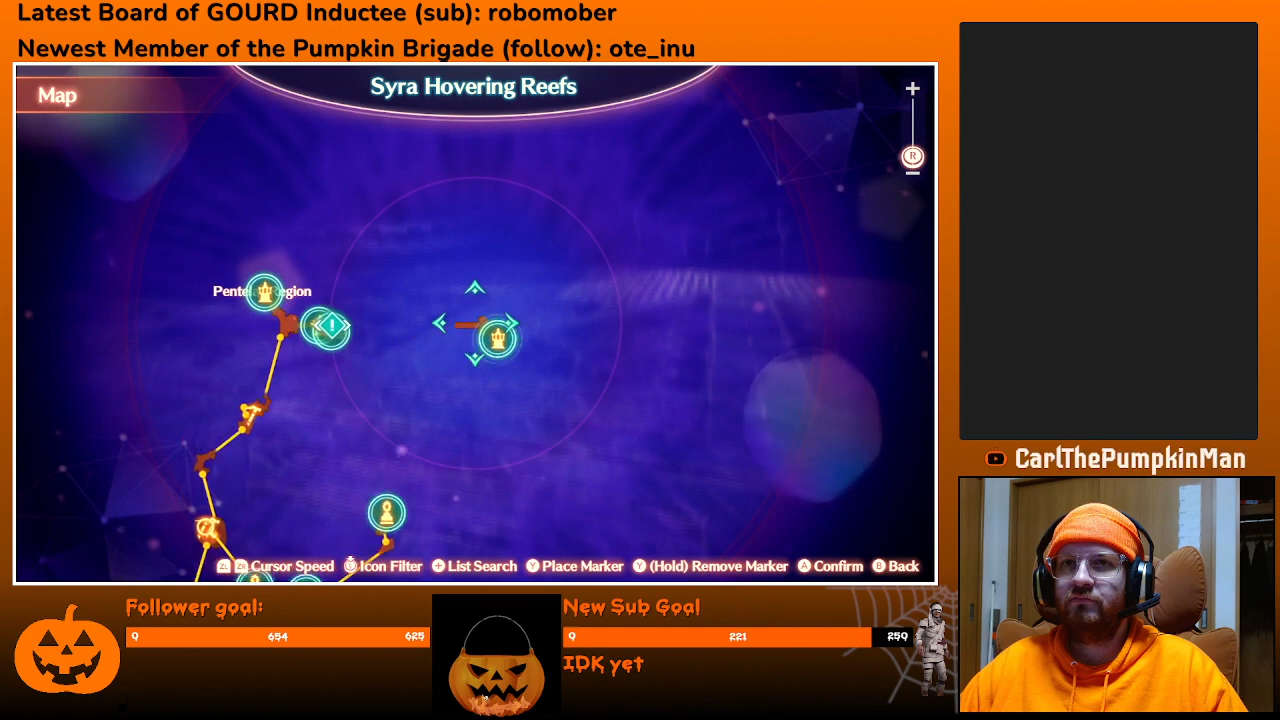 Latest Board of GOURD Inductee (sub): robomober
Newest Member of the Pumpkin Brigade (follow): ote_inu
Map
Syra Hovering Reefs
R
ZL ZR Cursor Speed Icon Filter + List Search Y Place Marker Y (Hold) Remove Marker A Confirm B Back
CarlThePumpkinMan
Follower goal:
0 654 625
New Sub Goal
0 221 250
IDK yet